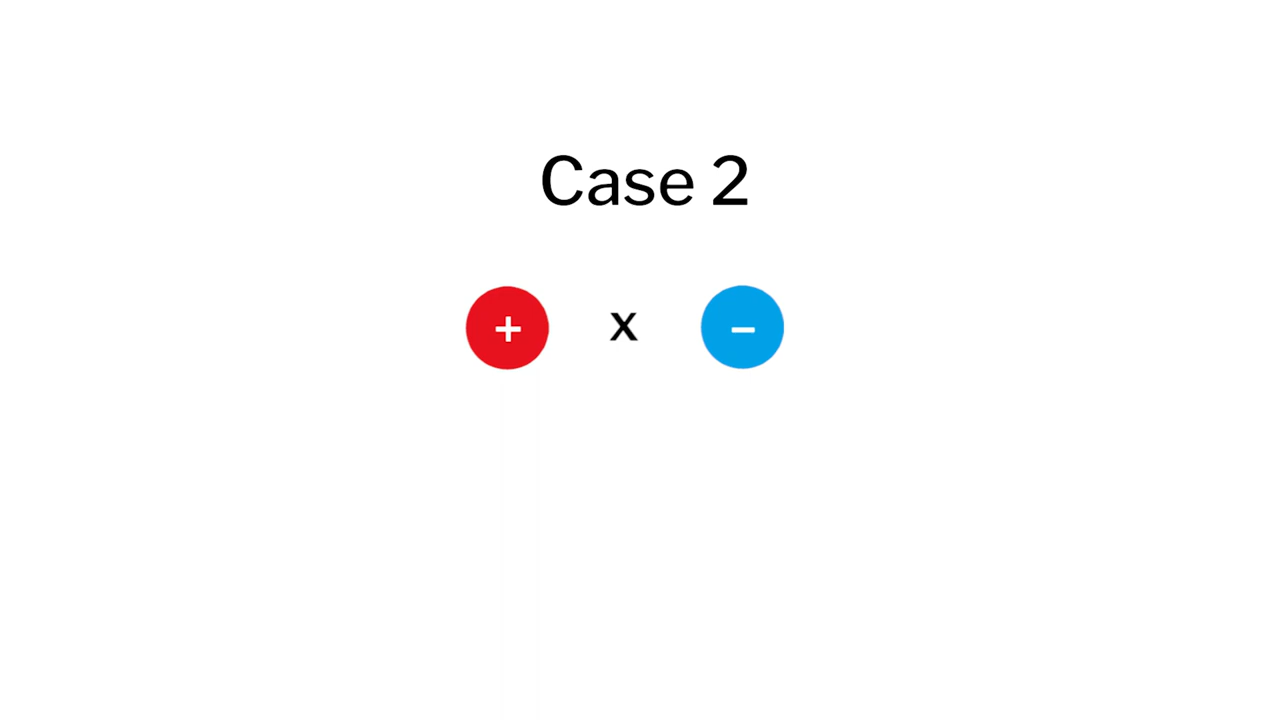 Case 2
+ x –